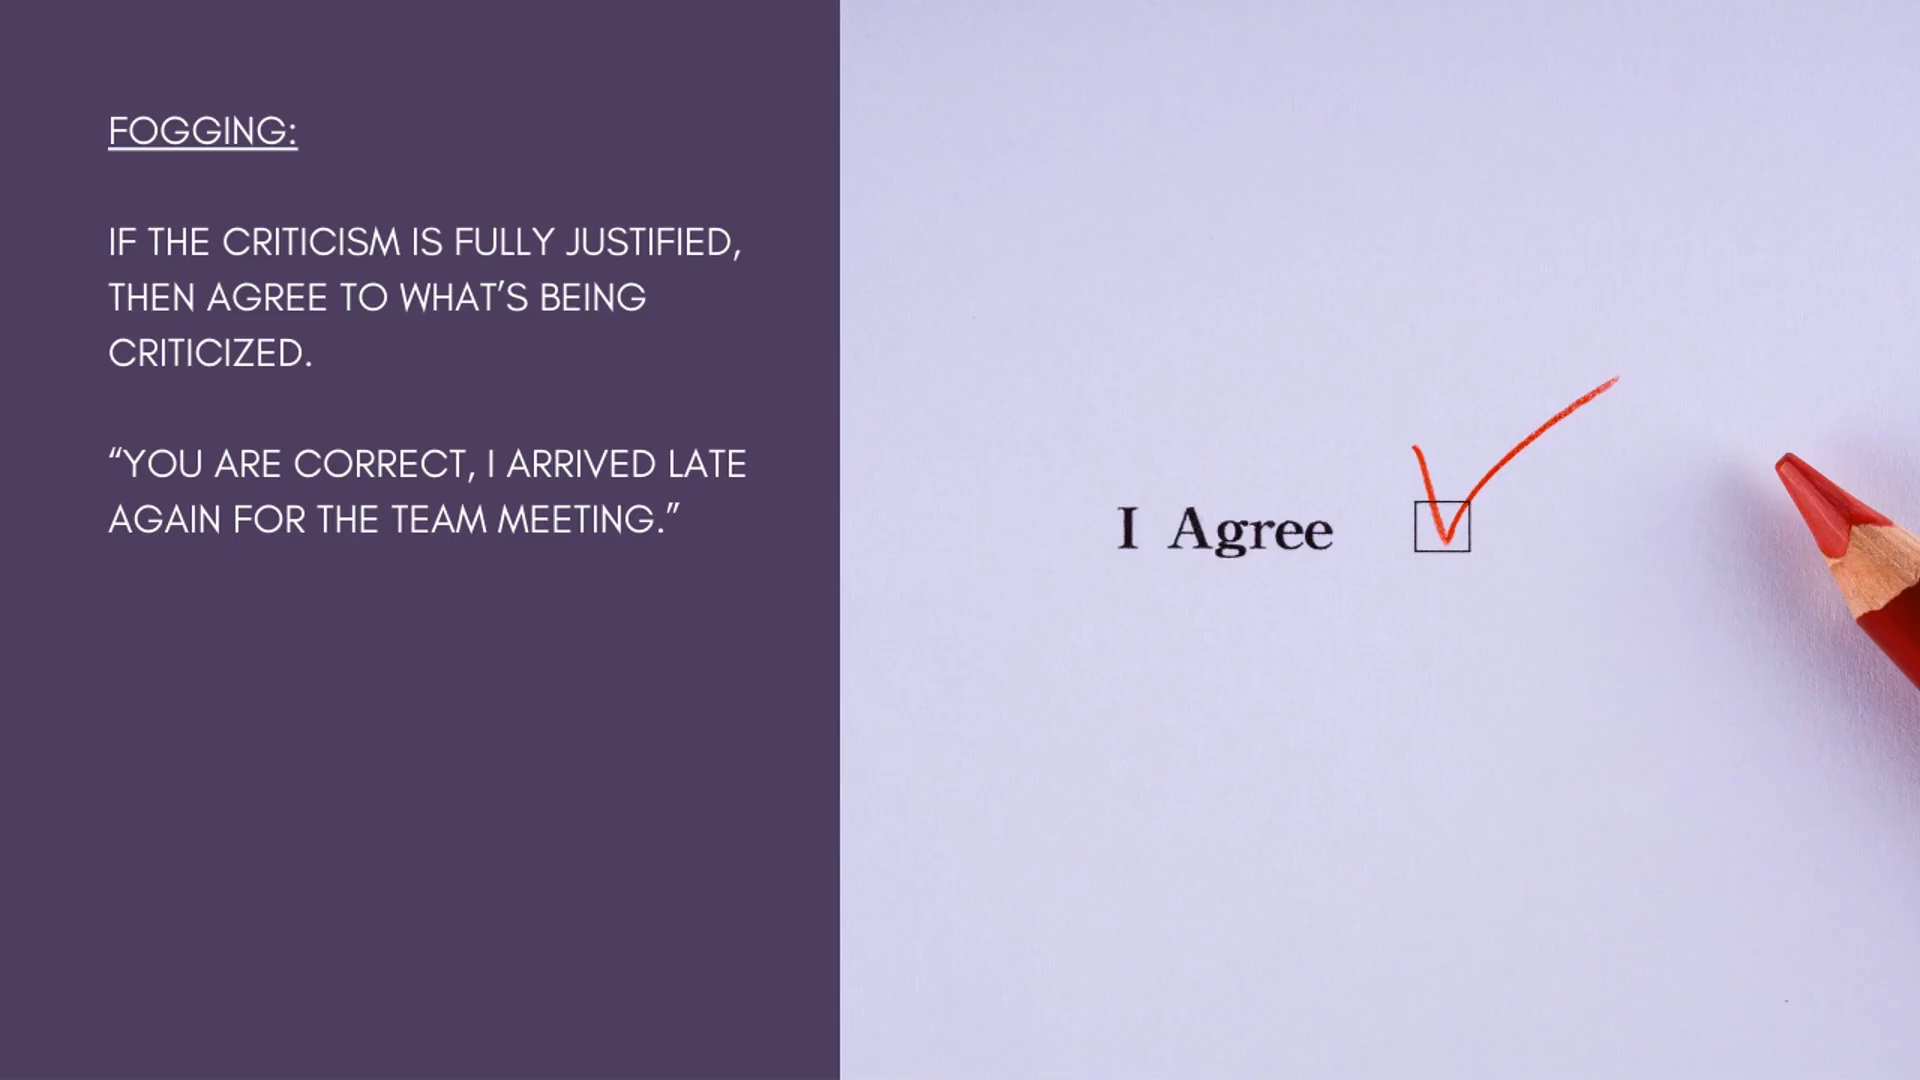 FOGGING:
IF THE CRITICISM IS FULLY JUSTIFIED,
THEN AGREE TO WHAT’S BEING
CRITICIZED.
“YOU ARE CORRECT, I ARRIVED LATE
AGAIN FOR THE TEAM MEETING.”
I Agree